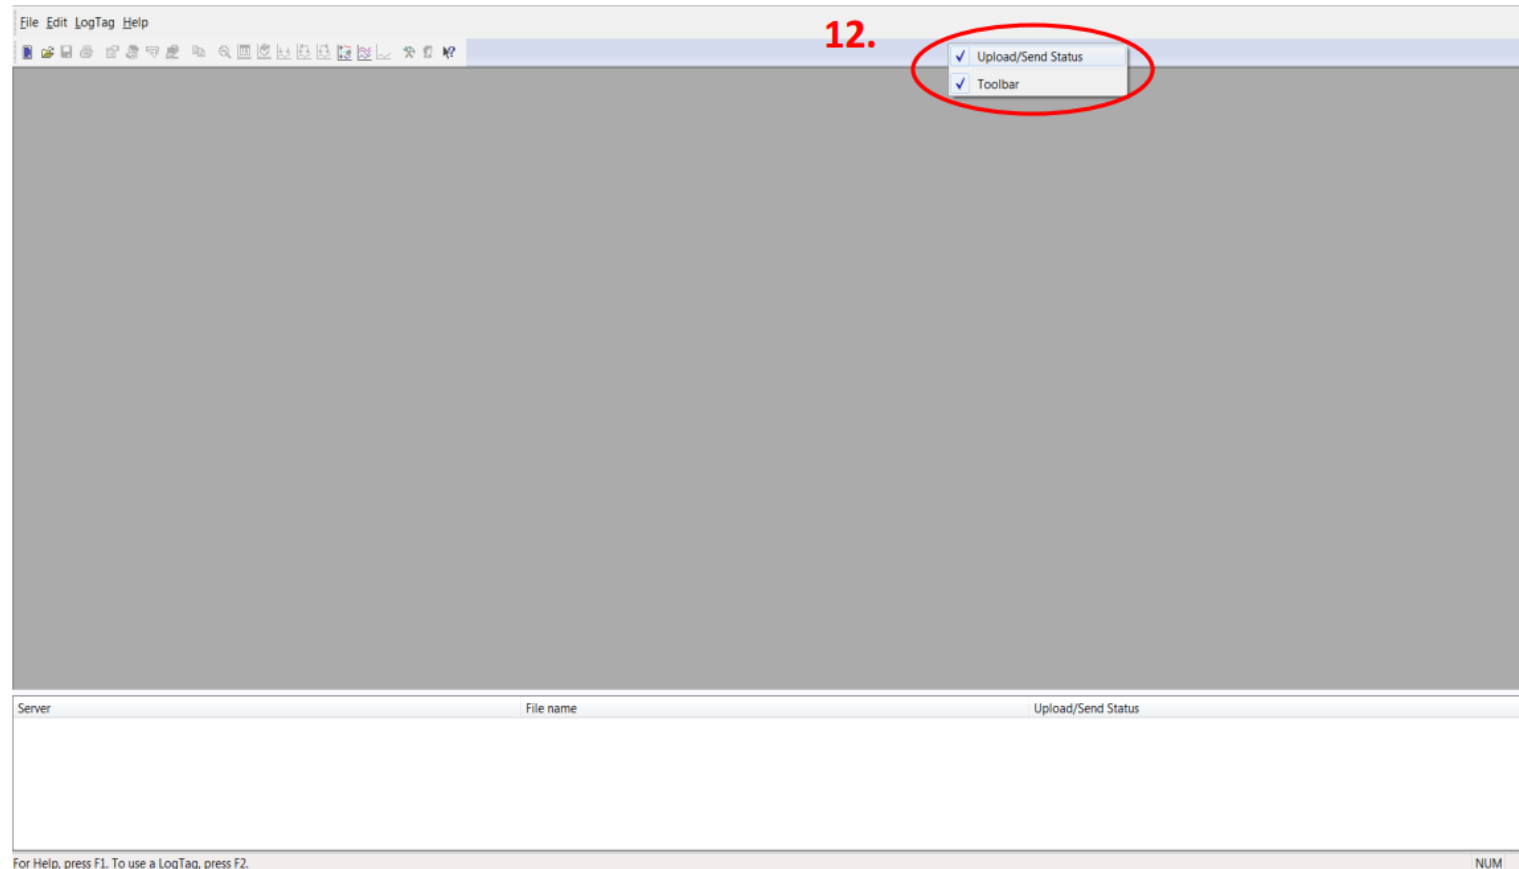 File Edit LogTag Help
12.
Upload/Send Status
Toolbar
Server File name Upload/Send Status
For Help, press F1. To use a LogTag, press F2. NUM